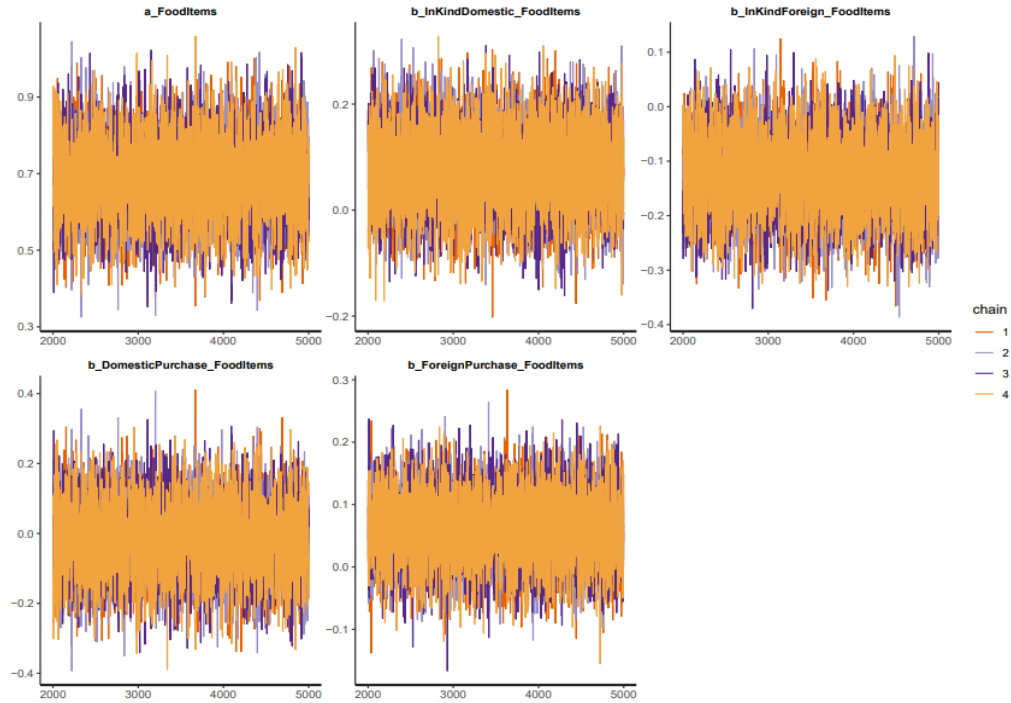 a_FoodItems
b_InKindDomestic_FoodItems
b_InKindForeign_FoodItems
0.9
0.7
0.5
0.3
2000 3000 4000 5000
0.2
0.0
−0.2
2000 3000 4000 5000
0.1
0.0
−0.1
−0.2
−0.3
−0.4
2000 3000 4000 5000
b_DomesticPurchase_FoodItems
b_ForeignPurchase_FoodItems
0.4
0.2
0.0
−0.2
−0.4
2000 3000 4000 5000
0.3
0.2
0.1
0.0
−0.1
2000 3000 4000 5000
chain
1
2
3
4